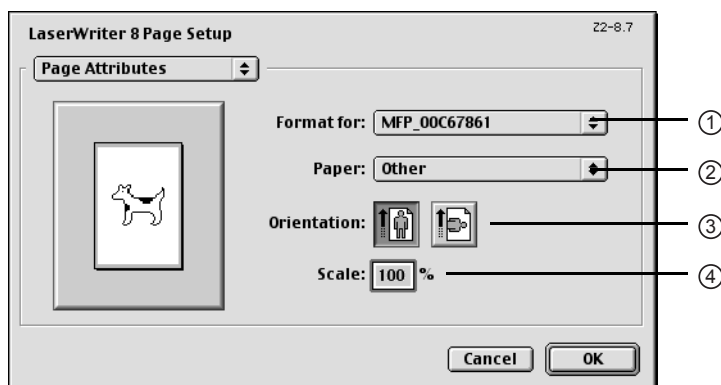 LaserWriter 8 Page Setup
Z2-8.7
Page Attributes
Format for: MFP_00C67861
1
Paper: Other
2
Orientation:
3
Scale: 100 %
4
Cancel
OK